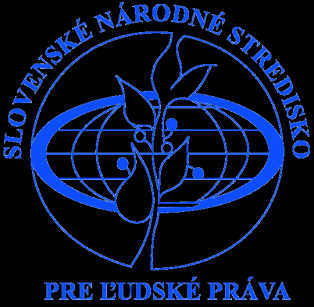 SLOVENSKÉ NÁRODNÉ STREDISKO
PRE ĽUDSKÉ PRÁVA